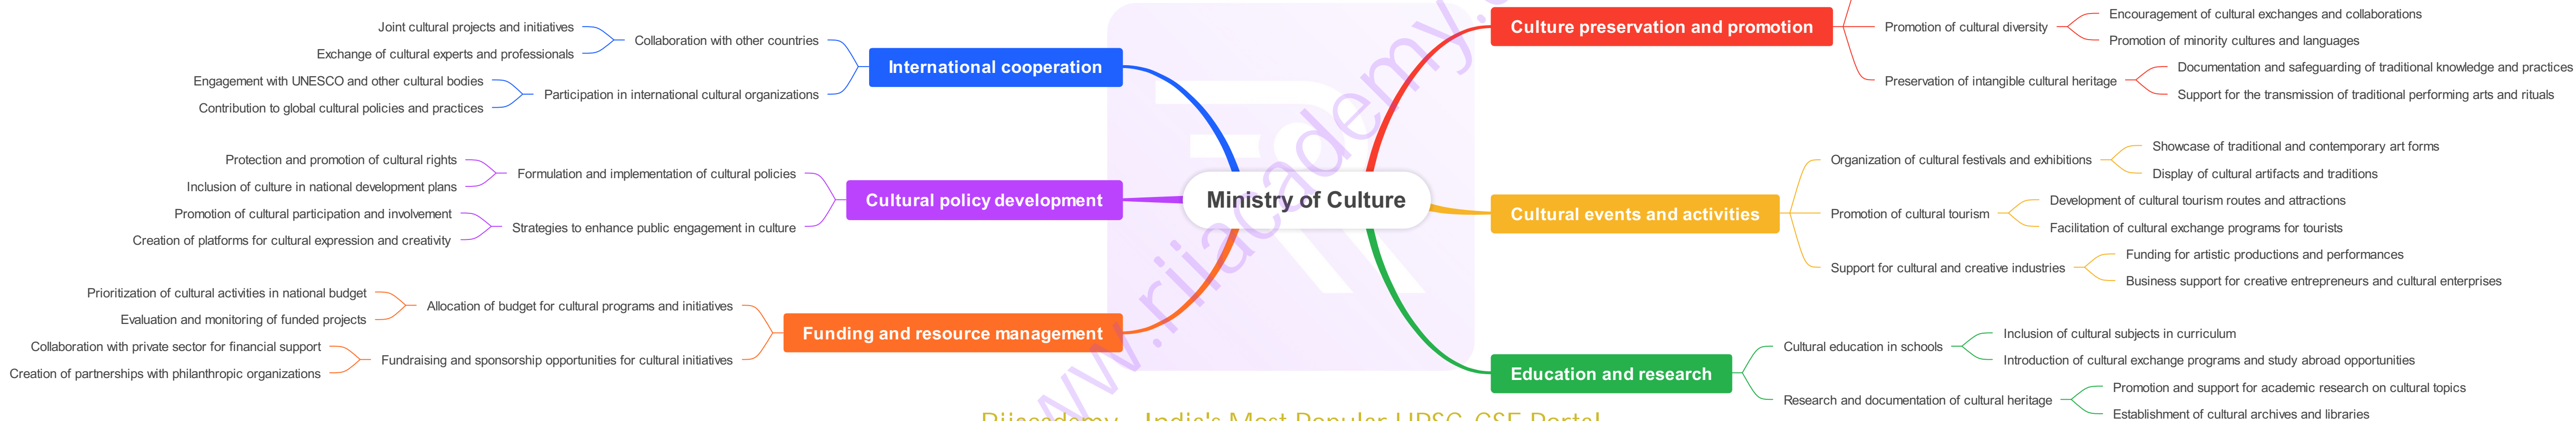 Ministry of Culture
International cooperation
Collaboration with other countries
Joint cultural projects and initiatives
Exchange of cultural experts and professionals
Participation in international cultural organizations
Engagement with UNESCO and other cultural bodies
Contribution to global cultural policies and practices
Cultural policy development
Formulation and implementation of cultural policies
Protection and promotion of cultural rights
Inclusion of culture in national development plans
Strategies to enhance public engagement in culture
Promotion of cultural participation and involvement
Creation of platforms for cultural expression and creativity
Funding and resource management
Allocation of budget for cultural programs and initiatives
Prioritization of cultural activities in national budget
Evaluation and monitoring of funded projects
Fundraising and sponsorship opportunities for cultural initiatives
Collaboration with private sector for financial support
Creation of partnerships with philanthropic organizations
Culture preservation and promotion
Promotion of cultural diversity
Encouragement of cultural exchanges and collaborations
Promotion of minority cultures and languages
Preservation of intangible cultural heritage
Documentation and safeguarding of traditional knowledge and practices
Support for the transmission of traditional performing arts and rituals
Cultural events and activities
Organization of cultural festivals and exhibitions
Showcase of traditional and contemporary art forms
Display of cultural artifacts and traditions
Promotion of cultural tourism
Development of cultural tourism routes and attractions
Facilitation of cultural exchange programs for tourists
Support for cultural and creative industries
Funding for artistic productions and performances
Business support for creative entrepreneurs and cultural enterprises
Education and research
Cultural education in schools
Inclusion of cultural subjects in curriculum
Introduction of cultural exchange programs and study abroad opportunities
Research and documentation of cultural heritage
Promotion and support for academic research on cultural topics
Establishment of cultural archives and libraries
India's Most Popular UPSC-CSE Portal